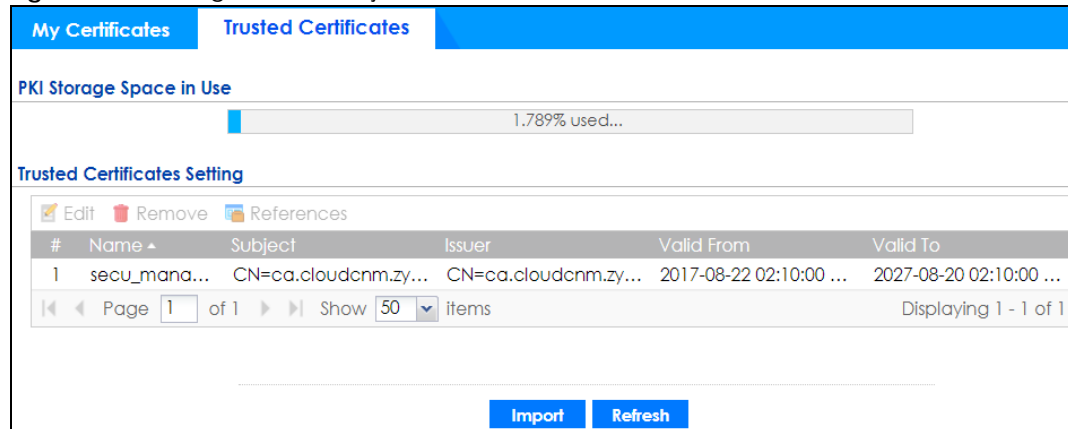 My Certificates Trusted Certificates
PKI Storage Space in Use
1.789% used...
Trusted Certificates Setting
Edit Remove References
# Name Subject Issuer Valid From Valid To
1 secu_mana... CN=ca.cloudcnm.zy... CN=ca.cloudcnm.zy... 2017-08-22 02:10:00 ... 2027-08-20 02:10:00 ...
Page 1 of 1 Show 50 items Displaying 1 - 1 of 1
Import Refresh